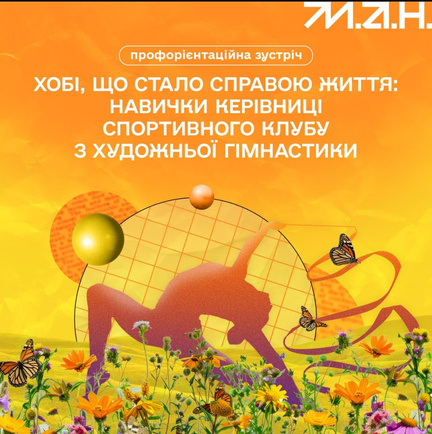 М.А.Н.
профорієнтаційна зустріч
ХОБІ, ЩО СТАЛО СПРАВОЮ ЖИТТЯ:
НАВИЧКИ КЕРІВНИЦІ
СПОРТИВНОГО КЛУБУ
З ХУДОЖНЬОЇ ГІМНАСТИКИ